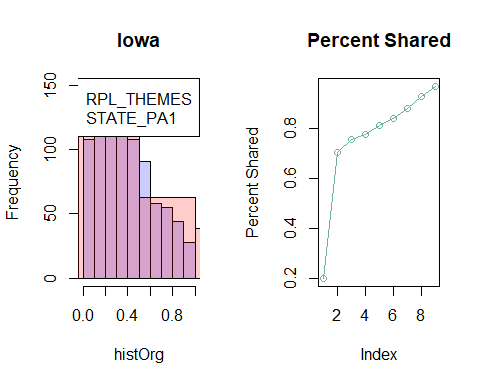 Iowa
Percent Shared
RPL_THEMES
STATE_PA1
Frequency
150
100
50
0
0.0
0.4
0.8
histOrg
Percent Shared
0.8
0.6
0.4
0.2
2
4
6
8
Index